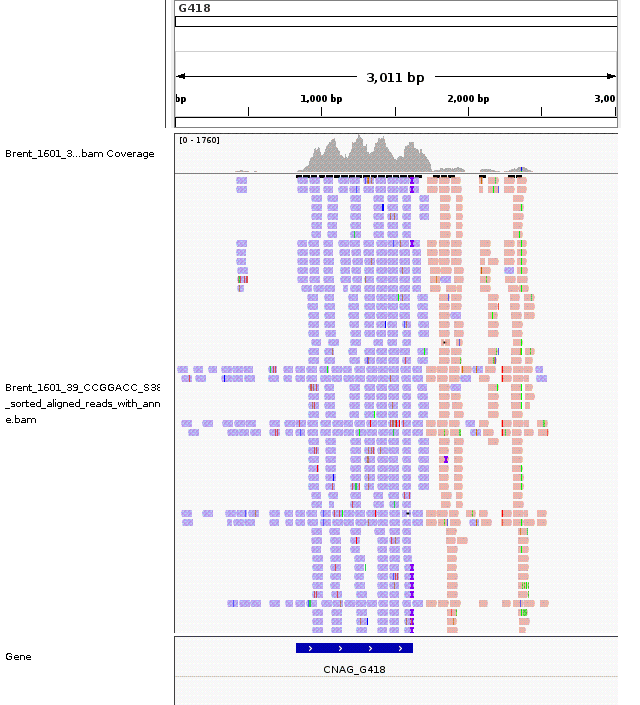 G418
3,011 bp
bp
1,000 bp
2,000 bp
3,00
[0 - 1760]
Brent_1601_3...bam Coverage
Brent_1601_39_CCGGACC_S38
_sorted_aligned_reads_with_ann
e.bam
Gene
CNAG_G418